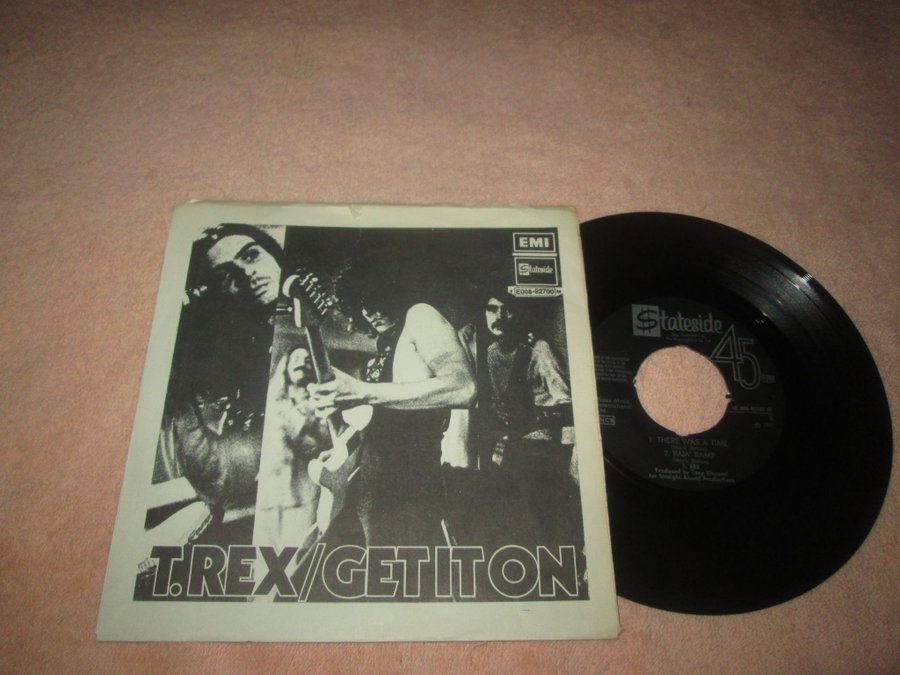 EMI
Stateside
E006-92700
T.REX/GET IT ON
Stateside
45
1. THERE WAS A TIME
2. RAW RAMP
T. REX
Produced by Tony Visconti
for Straight Ahead Productions